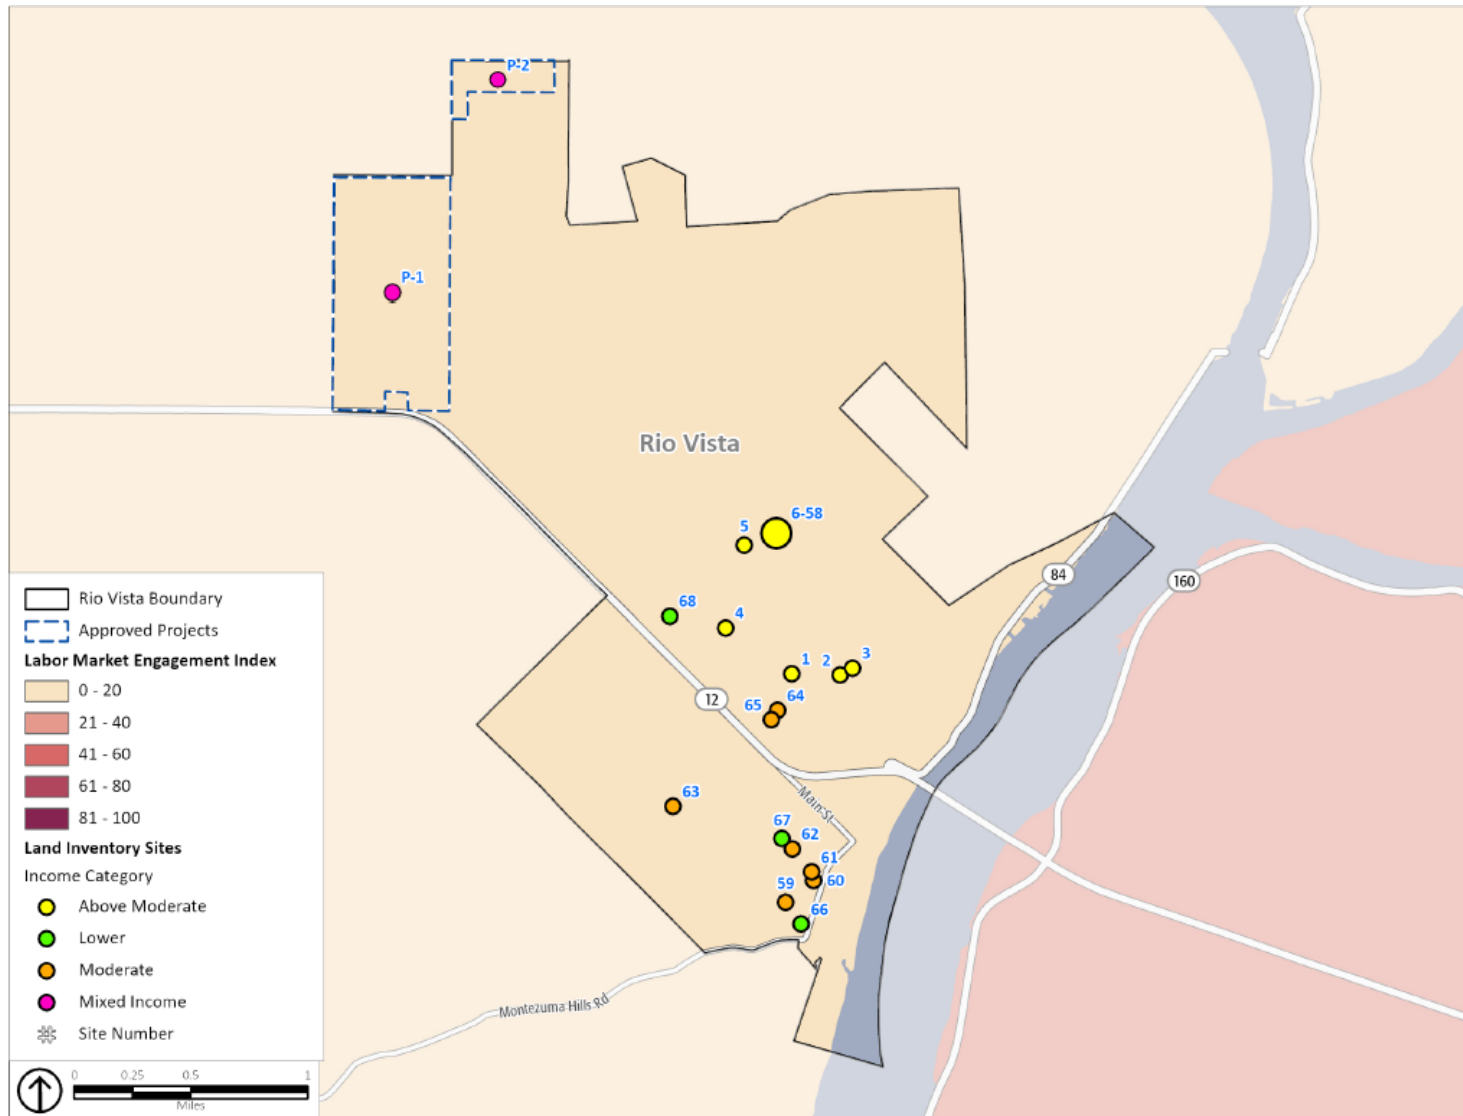 P-2
P-1
Rio Vista
6-58
5
84
160
68
4
1
2
3
12
65
64
63
Main St
67
62
61
60
59
66
Montezuma Hills Rd
Rio Vista Boundary
Approved Projects
Labor Market Engagement Index
0 - 20
21 - 40
41 - 60
61 - 80
81 - 100
Land Inventory Sites
Income Category
Above Moderate
Lower
Moderate
Mixed Income
## Site Number
0 0.25 0.5 1
Miles